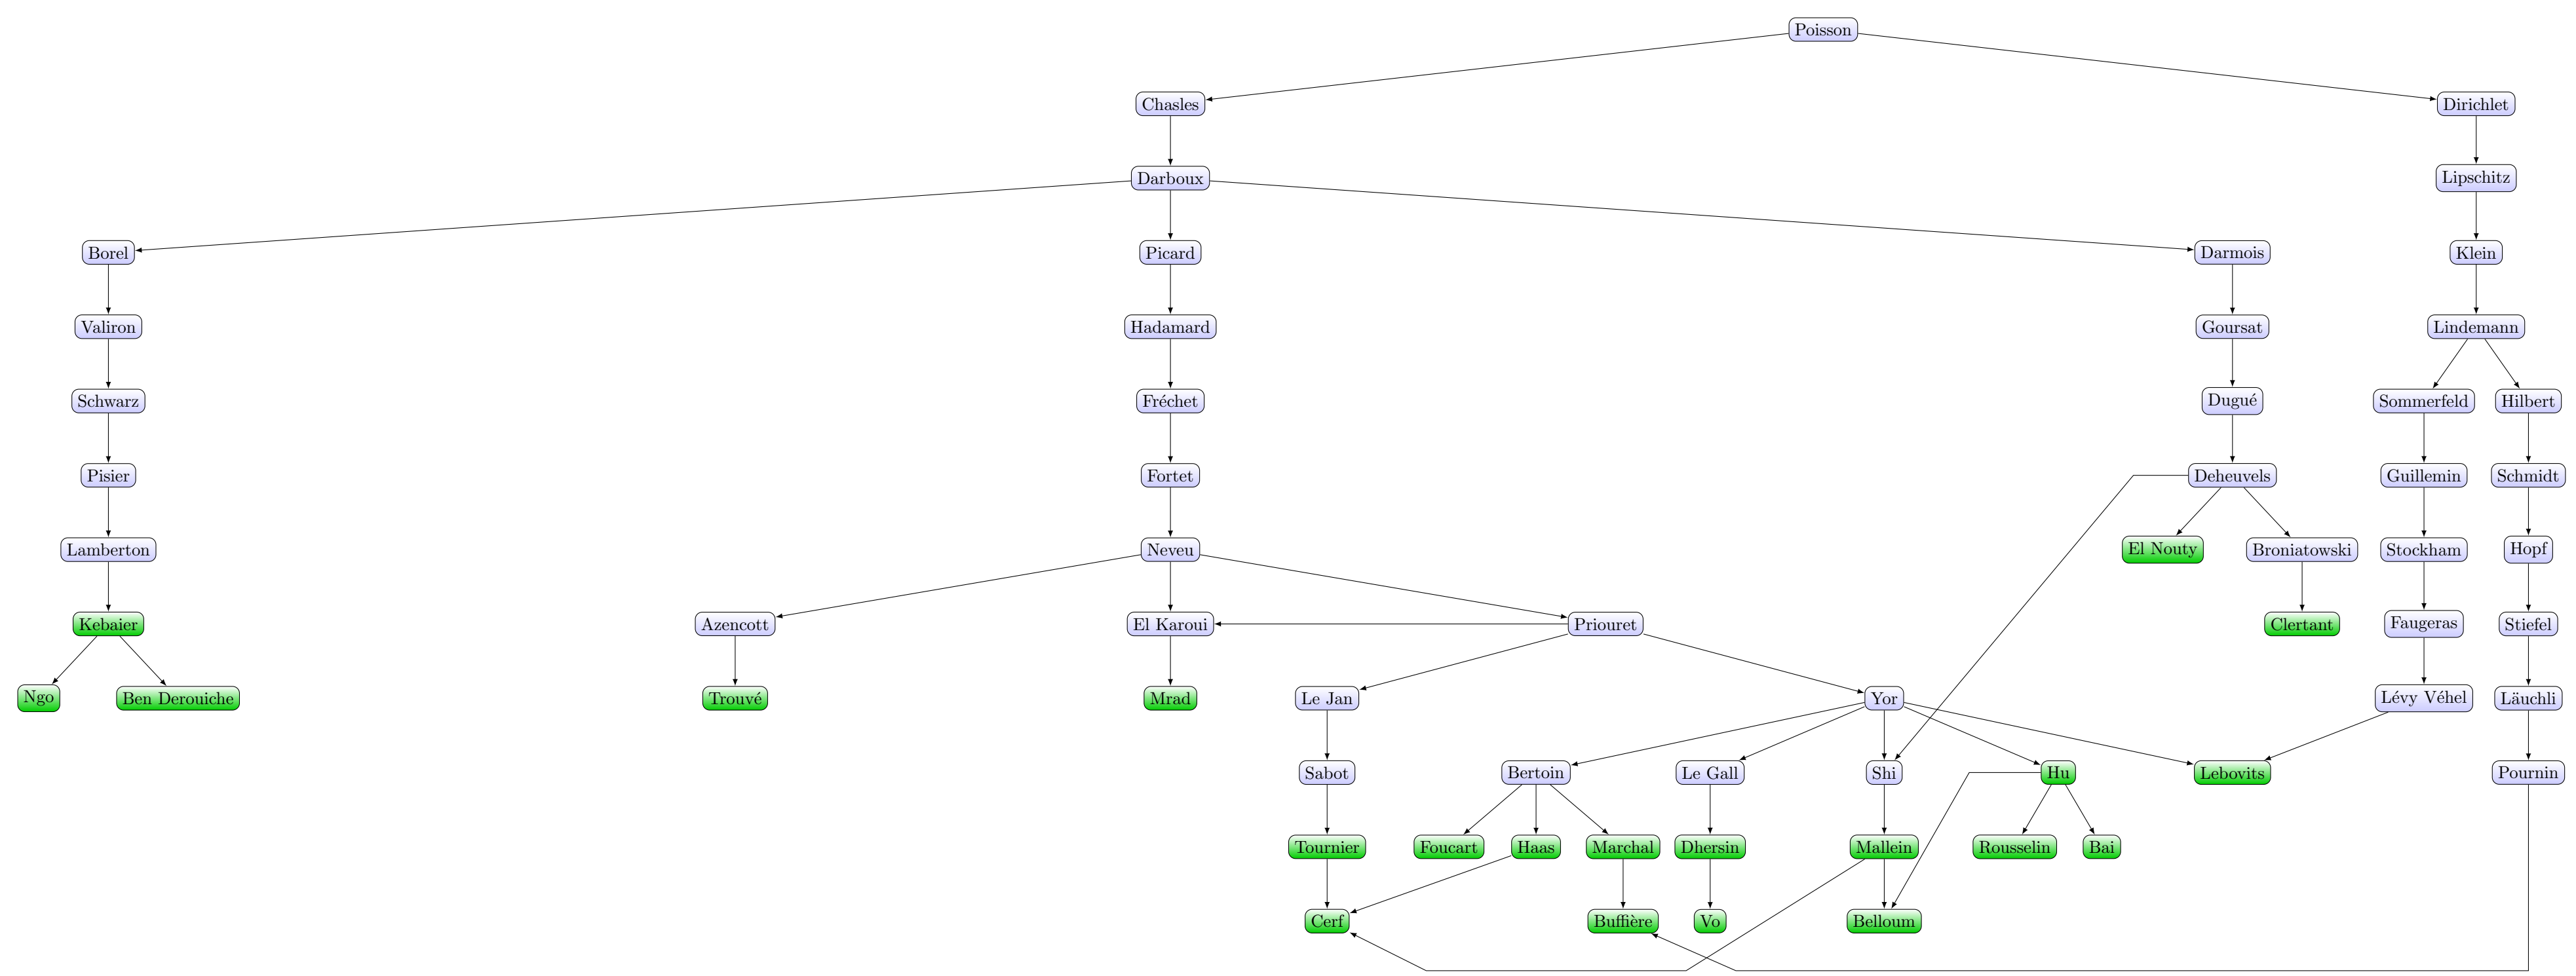 Poisson
Chasles
Dirichlet
Darboux
Lipschitz
Borel
Picard
Darmois
Klein
Valiron
Hadamard
Goursat
Lindemann
Schwarz
Fréchet
Dugué
Sommerfeld
Hilbert
Pisier
Fortet
Deheuvels
Guillemin
Schmidt
Lamberton
Neveu
El Nouty
Broniatowski
Stockham
Hopf
Kebaier
Azencott
El Karoui
Priouret
Clertant
Faugeras
Stiefel
Ngo
Ben Derouiche
Trouvé
Mrad
Le Jan
Yor
Lévy Véhel
Läuchli
Sabot
Bertoin
Le Gall
Shi
Hu
Lebovits
Pournin
Tournier
Foucart
Haas
Marchal
Dhersin
Mallein
Rousselin
Bai
Cerf
Buffière
Vo
Belloum